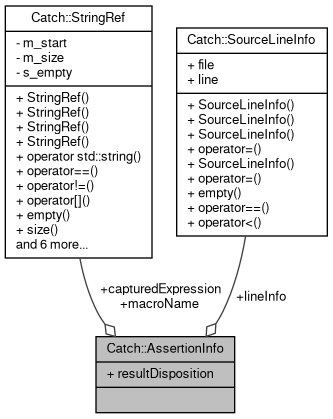 Catch::StringRef
- m_start
- m_size
- s_empty
+ StringRef()
+ StringRef()
+ StringRef()
+ StringRef()
+ operator std::string()
+ operator==()
+ operator!=()
+ operator[]()
+ empty()
+ size()
and 6 more...
Catch::SourceLineInfo
+ file
+ line
+ SourceLineInfo()
+ SourceLineInfo()
+ SourceLineInfo()
+ operator=()
+ SourceLineInfo()
+ operator=()
+ empty()
+ operator==()
+ operator<()
+capturedExpression
+macroName
+lineInfo
Catch::AssertionInfo
+ resultDisposition